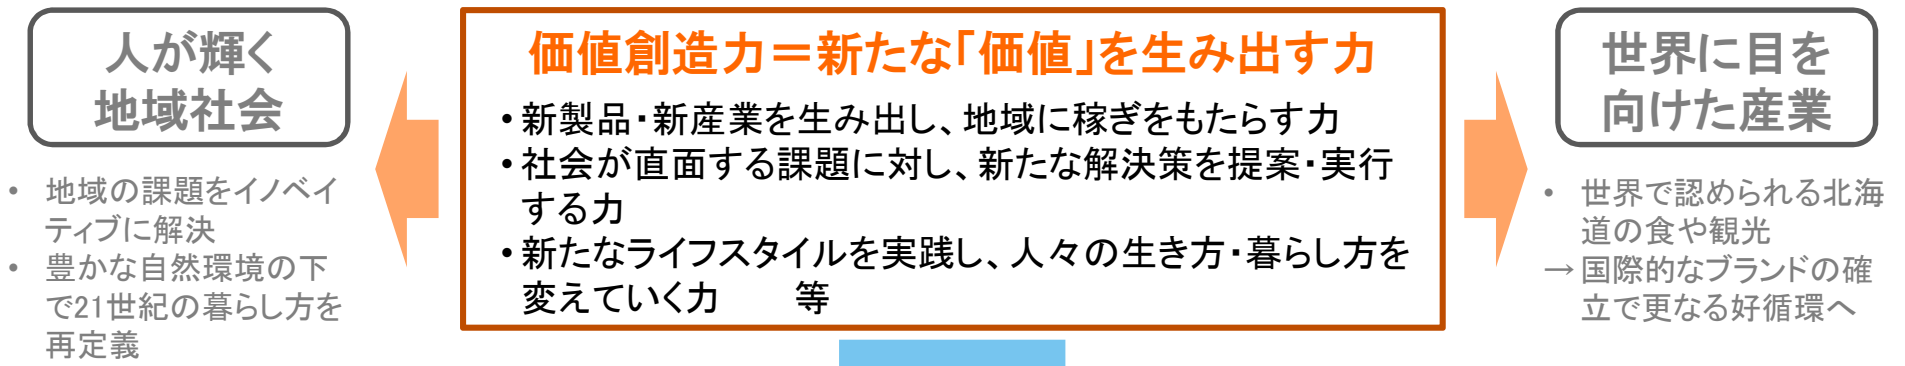 人が輝く
地域社会
• 地域の課題をイノベイ
ティブに解決
• 豊かな自然環境の下
で21世紀の暮らし方を
再定義
価値創造力＝新たな「価値」を生み出す力
• 新製品・新産業を生み出し、地域に稼ぎをもたらす力
• 社会が直面する課題に対し、新たな解決策を提案・実行
する力
• 新たなライフスタイルを実践し、人々の生き方・暮らし方を
変えていく力　　等
世界に目を
向けた産業
• 世界で認められる北海
道の食や観光
→ 国際的なブランドの確
立で更なる好循環へ